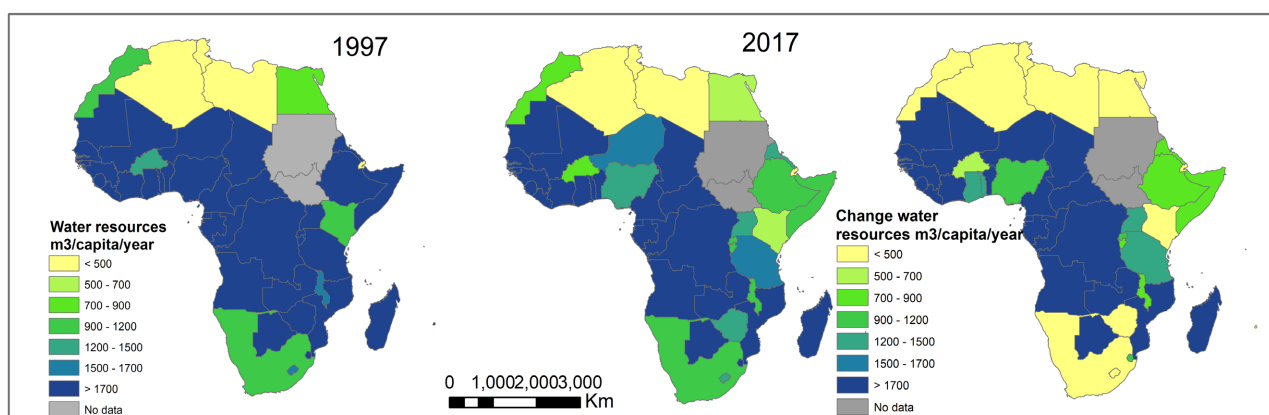 1997
2017
Water resources
m3/capita/year
< 500
500 - 700
700 - 900
900 - 1200
1200 - 1500
1500 - 1700
> 1700
No data
0 1,0002,0003,000
Km
Change water
resources m3/capita/year
< 500
500 - 700
700 - 900
900 - 1200
1200 - 1500
1500 - 1700
> 1700
No data